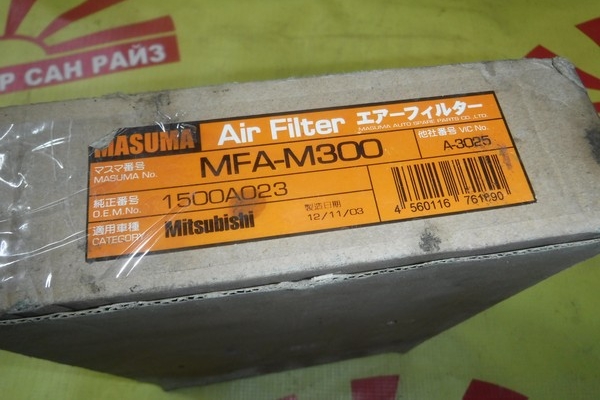 Р САН РАЙЗ
MASUMA Air Filter エアーフィルター
MASUMA AUTO SPARE PARTS CO.,LTD.
マスマ番号
MASUMA No.
MFA-M300
他社番号 VIC No.
A-3025
純正番号
O.E.M.No.
1500A023
製造日期
12/11/03
適用車種
CATEGORY
Mitsubishi
4 560116 761690